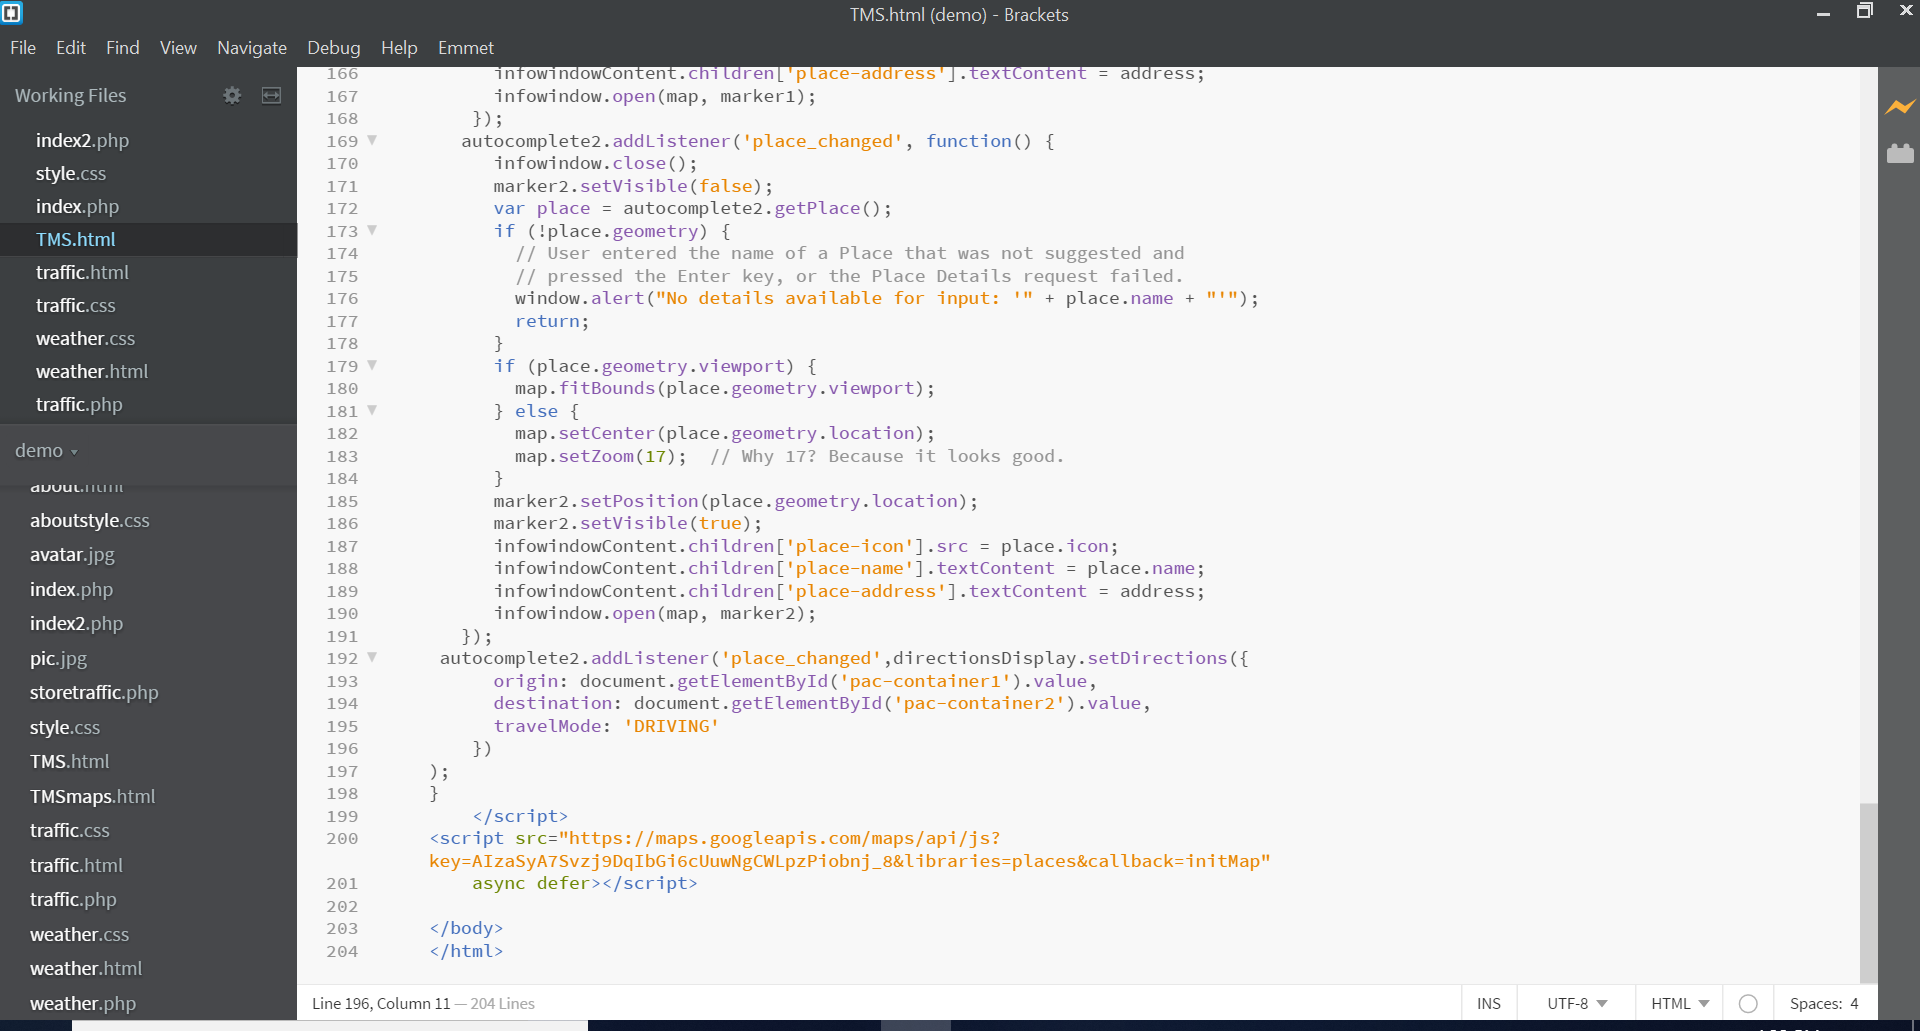 TMS.html (demo) - Brackets
File Edit Find View Navigate Debug Help Emmet
Working Files
index2.php
style.css
index.php
TMS.html
traffic.html
traffic.css
weather.css
weather.html
traffic.php
demo
about.html
aboutstyle.css
avatar.jpg
index.php
index2.php
pic.jpg
storetraffic.php
style.css
TMS.html
TMSmaps.html
traffic.css
traffic.html
traffic.php
weather.css
weather.html
weather.php
166 infowindowContent.children['place-address'].textContent = address;
167 infowindow.open(map, marker1);
168 });
169 autocomplete2.addListener('place_changed', function() {
170 infowindow.close();
171 marker2.setVisible(false);
172 var place = autocomplete2.getPlace();
173 if (!place.geometry) {
174 // User entered the name of a Place that was not suggested and
175 // pressed the Enter key, or the Place Details request failed.
176 window.alert("No details available for input: '" + place.name + "'");
177 return;
178 }
179 if (place.geometry.viewport) {
180 map.fitBounds(place.geometry.viewport);
181 } else {
182 map.setCenter(place.geometry.location);
183 map.setZoom(17);  // Why 17? Because it looks good.
184 }
185 marker2.setPosition(place.geometry.location);
186 marker2.setVisible(true);
187 infowindowContent.children['place-icon'].src = place.icon;
188 infowindowContent.children['place-name'].textContent = place.name;
189 infowindowContent.children['place-address'].textContent = address;
190 infowindow.open(map, marker2);
191 });
192 autocomplete2.addListener('place_changed',directionsDisplay.setDirections({
193 origin: document.getElementById('pac-container1').value,
194 destination: document.getElementById('pac-container2').value,
195 travelMode: 'DRIVING'
196 })
197 );
198 }
199 </script>
200 <script src="https://maps.googleapis.com/maps/api/js?
key=AIzaSyA7Svzj9DqIbGi6cUuwNgCWLpzPiobnj_8&libraries=places&callback=initMap"
201 async defer></script>
202
203 </body>
204 </html>
Line 196, Column 11 — 204 Lines
INS UTF-8 HTML Spaces: 4